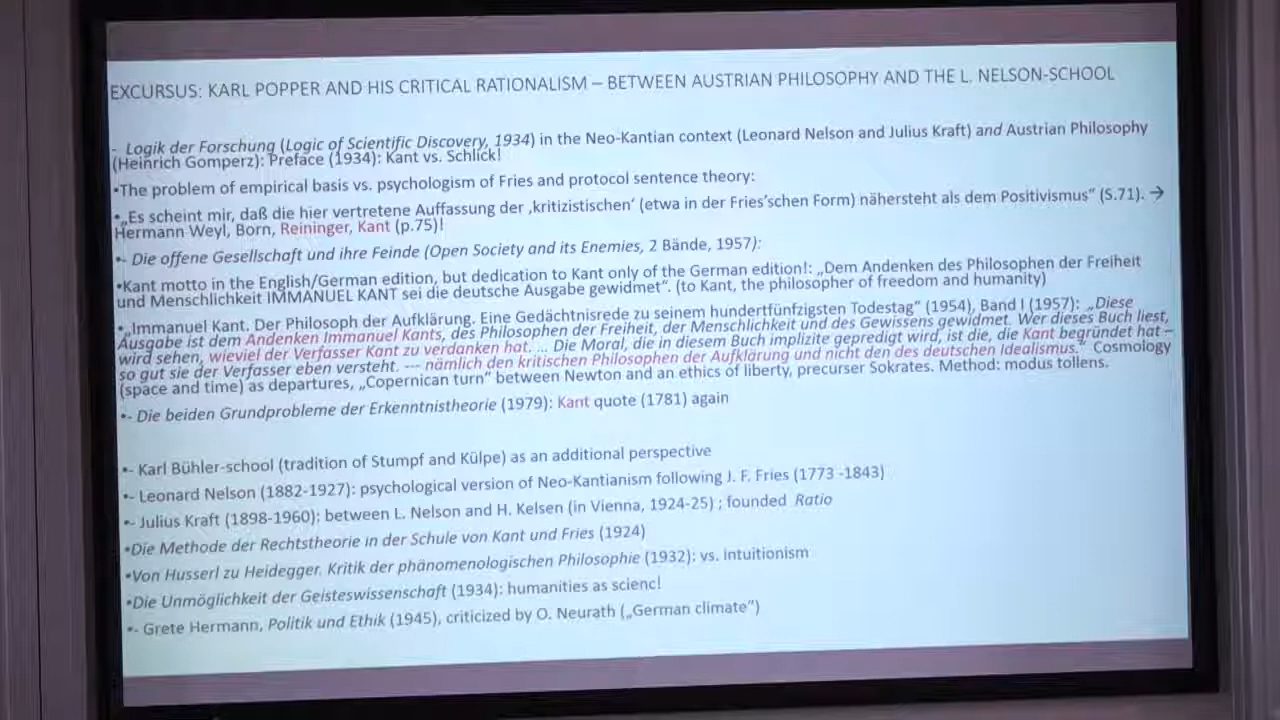 EXCURSUS: KARL POPPER AND HIS CRITICAL RATIONALISM – BETWEEN AUSTRIAN PHILOSOPHY AND THE L. NELSON-SCHOOL
- Logik der Forschung (Logic of Scientific Discovery, 1934) in the Neo-Kantian context (Leonard Nelson and Julius Kraft) and Austrian Philosophy
(Heinrich Gomperz): Preface (1934): Kant vs. Schlick!
•The problem of empirical basis vs. psychologism of Fries and protocol sentence theory:
•„Es scheint mir, daß die hier vertretene Auffassung der ‚kritizistischen‘ (etwa in der Fries’schen Form) nähersteht als dem Positivismus“ (S.71). →
Hermann Weyl, Born, Reininger, Kant (p.75)!
•- Die offene Gesellschaft und ihre Feinde (Open Society and its Enemies, 2 Bände, 1957):
•Kant motto in the English/German edition, but dedication to Kant only of the German edition!: „Dem Andenken des Philosophen der Freiheit
und Menschlichkeit IMMANUEL KANT sei die deutsche Ausgabe gewidmet“. (to Kant, the philosopher of freedom and humanity)
•„Immanuel Kant. Der Philosoph der Aufklärung. Eine Gedächtnisrede zu seinem hundertfünfzigsten Todestag“ (1954), Band I (1957): „Diese
Ausgabe ist dem Andenken Immanuel Kants, des Philosophen der Freiheit, der Menschlichkeit und des Gewissens gewidmet. Wer dieses Buch liest,
wird sehen, wieviel der Verfasser Kant zu verdanken hat. ... Die Moral, die in diesem Buch implizite gepredigt wird, ist die, die Kant begründet hat –
so gut sie der Verfasser eben versteht. --- nämlich den kritischen Philosophen der Aufklärung und nicht den des deutschen Idealismus.“ Cosmology
(space and time) as departures, „Copernican turn“ between Newton and an ethics of liberty, precurser Sokrates. Method: modus tollens.
•- Die beiden Grundprobleme der Erkenntnistheorie (1979): Kant quote (1781) again
•- Karl Bühler-school (tradition of Stumpf and Külpe) as an additional perspective
•- Leonard Nelson (1882-1927): psychological version of Neo-Kantianism following J. F. Fries (1773 -1843)
•- Julius Kraft (1898-1960): between L. Nelson and H. Kelsen (in Vienna, 1924-25) ; founded Ratio
•Die Methode der Rechtstheorie in der Schule von Kant und Fries (1924)
•Von Husserl zu Heidegger. Kritik der phänomenologischen Philosophie (1932): vs. Intuitionism
•Die Unmöglichkeit der Geisteswissenschaft (1934): humanities as scienc!
•- Grete Hermann, Politik und Ethik (1945), criticized by O. Neurath („German climate“)